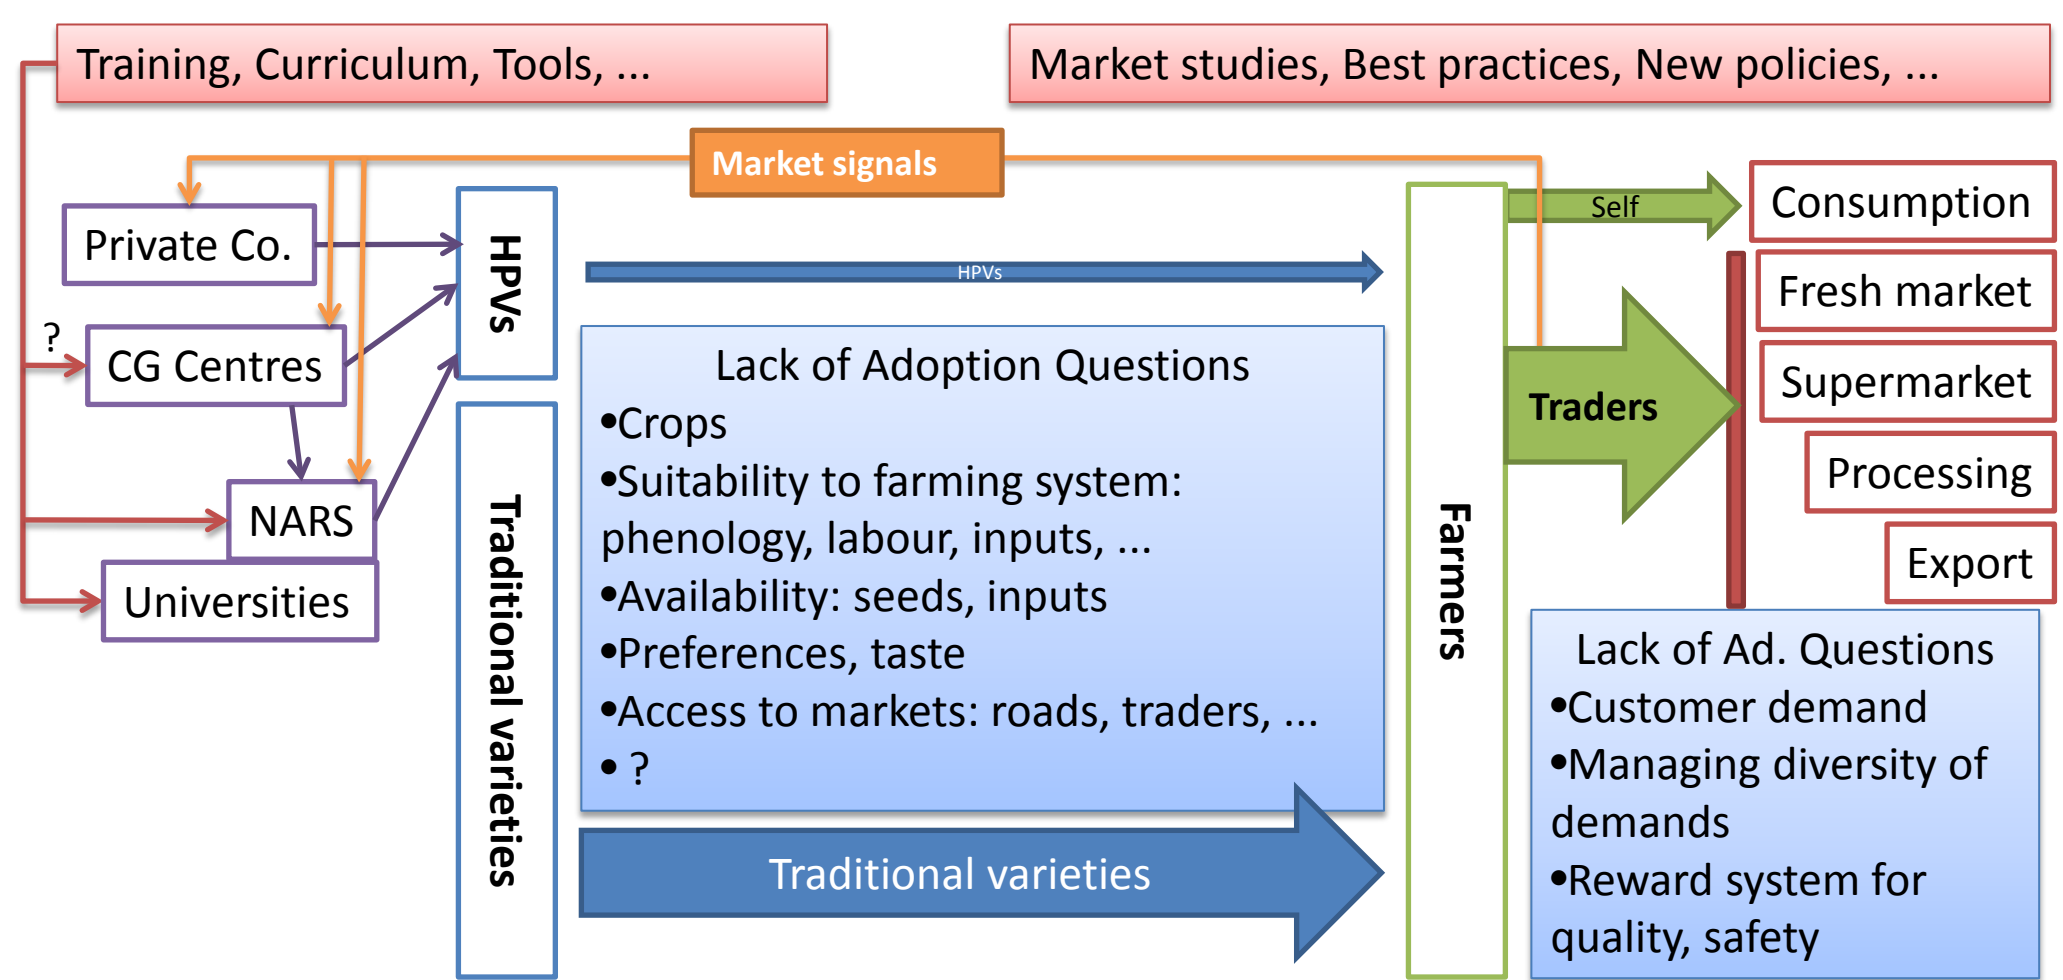 Training, Curriculum, Tools, ...
Market studies, Best practices, New policies, ...
Market signals
Private Co.
?
CG Centres
NARS
Universities
HPVs
Traditional varieties
HPVs
Lack of Adoption Questions
•Crops
•Suitability to farming system:
phenology, labour, inputs, ...
•Availability: seeds, inputs
•Preferences, taste
•Access to markets: roads, traders, ...
• ?
Traditional varieties
Farmers
Self
Traders
Consumption
Fresh market
Supermarket
Processing
Export
Lack of Ad. Questions
•Customer demand
•Managing diversity of
demands
•Reward system for
quality, safety